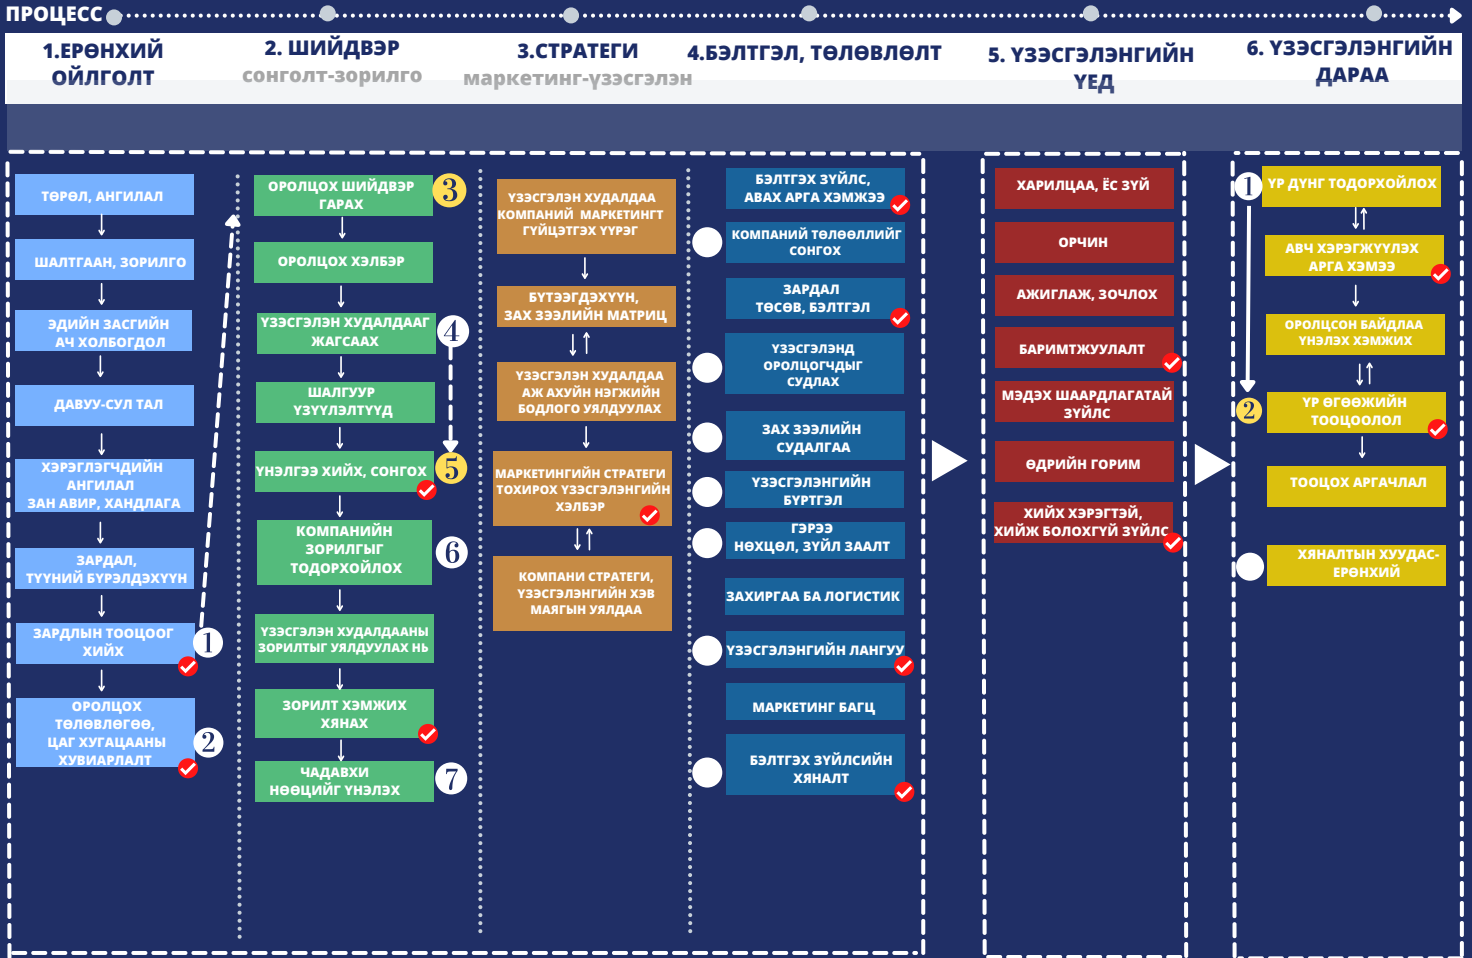 ПРОЦЕСС
1.ЕРӨНХИЙ
ОЙЛГОЛТ
2. ШИЙДВЭР
сонголт-зорилго
3.СТРАТЕГИ
маркетинг-үзэсгэлэн
4.БЭЛТГЭЛ, ТӨЛӨВЛӨЛТ
5. ҮЗЭСГЭЛЭНГИЙН
ҮЕД
6. ҮЗЭСГЭЛЭНГИЙН
ДАРАА
ТӨРӨЛ, АНГИЛАЛ
ШАЛТГААН, ЗОРИЛГО
ЭДИЙН ЗАСГИЙН
АЧ ХОЛБОГДОЛ
ДАВУУ-СУЛ ТАЛ
ХЭРЭГЛЭГЧДИЙН
АНГИЛАЛ
ЗАН АВИР, ХАНДЛАГА
ЗАРДАЛ,
ТҮҮНИЙ БҮРЭЛДЭХҮҮН
ЗАРДЛЫН ТООЦООГ
ХИЙХ
1
ОРОЛЦОХ
ТӨЛӨВЛӨГӨӨ,
ЦАГ ХУГАЦААНЫ
ХУВИАРЛАЛТ
2
ОРОЛЦОХ ШИЙДВЭР
ГАРАХ
3
ОРОЛЦОХ ХЭЛБЭР
ҮЗЭСГЭЛЭН ХУДАЛДААГ
ЖАГСААХ
4
ШАЛГУУР
ҮЗҮҮЛЭЛТҮҮД
ҮНЭЛГЭЭ ХИЙХ, СОНГОХ
5
КОМПАНИЙН
ЗОРИЛГЫГ
ТОДОРХОЙЛОХ
6
ҮЗЭСГЭЛЭН ХУДАЛДААНЫ
ЗОРИЛТЫГ УЯЛДУУЛАХ НЬ
ЗОРИЛТ ХЭМЖИХ
ХЯНАХ
ЧАДАВХИ
НӨӨЦИЙГ ҮНЭЛЭХ
7
ҮЗЭСГЭЛЭН ХУДАЛДАА
КОМПАНИЙ МАРКЕТИНГТ
ГҮЙЦЭТГЭХ ҮҮРЭГ
БҮТЭЭГДЭХҮҮН,
ЗАХ ЗЭЭЛИЙН МАТРИЦ
ҮЗЭСГЭЛЭН ХУДАЛДАА
АЖ АХУЙН НЭГЖИЙН
БОДЛОГО УЯЛДУУЛАХ
МАРКЕТИНГИЙН СТРАТЕГИ
ТОХИРОХ ҮЗЭСГЭЛЭНГИЙН
ХЭЛБЭР
КОМПАНИ СТРАТЕГИ,
ҮЗЭСГЭЛЭНГИЙН ХЭВ
МАЯГЫН УЯЛДАА
БЭЛТГЭХ ЗҮЙЛС,
АВАХ АРГА ХЭМЖЭЭ
КОМПАНИЙ ТӨЛӨӨЛЛИЙГ
СОНГОХ
ЗАРДАЛ
ТӨСӨВ, БЭЛТГЭЛ
ҮЗЭСГЭЛЭНД
ОРОЛЦОГЧДЫГ
СУДЛАХ
ЗАХ ЗЭЭЛИЙН
СУДАЛГАА
ҮЗЭСГЭЛЭНГИЙН
БҮРТГЭЛ
ГЭРЭЭ
НӨХЦӨЛ, ЗҮЙЛ ЗААЛТ
ЗАХИРГАА БА ЛОГИСТИК
ҮЗЭСГЭЛЭНГИЙН ЛАНГУУ
МАРКЕТИНГ БАГЦ
БЭЛТГЭХ ЗҮЙЛСИЙН
ХЯНАЛТ
ХАРИЛЦАА, ЁС ЗҮЙ
ОРЧИН
АЖИГЛАЖ, ЗОЧЛОХ
БАРИМТЖУУЛАЛТ
МЭДЭХ ШААРДЛАГАТАЙ
ЗҮЙЛС
ӨДРИЙН ГОРИМ
ХИЙХ ХЭРЭГТЭЙ,
ХИЙЖ БОЛОХГҮЙ ЗҮЙЛС
1
ҮР ДҮНГ ТОДОРХОЙЛОХ
АВЧ ХЭРЭГЖҮҮЛЭХ
АРГА ХЭМЭЭ
ОРОЛЦСОН БАЙДЛАА
ҮНЭЛЭХ ХЭМЖИХ
2
ҮР ӨГӨӨЖИЙН
ТООЦООЛОЛ
ТООЦОХ АРГАЧЛАЛ
ХЯНАЛТЫН ХУУДАС-
ЕРӨНХИЙ